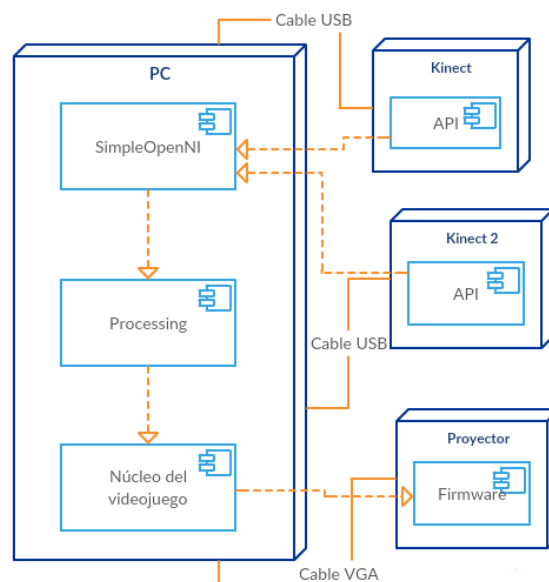 Cable USB
PC
Kinect
SimpleOpenNI
API
Kinect 2
API
Processing
Cable USB
Proyector
Núcleo del
videojuego
Firmware
Cable VGA